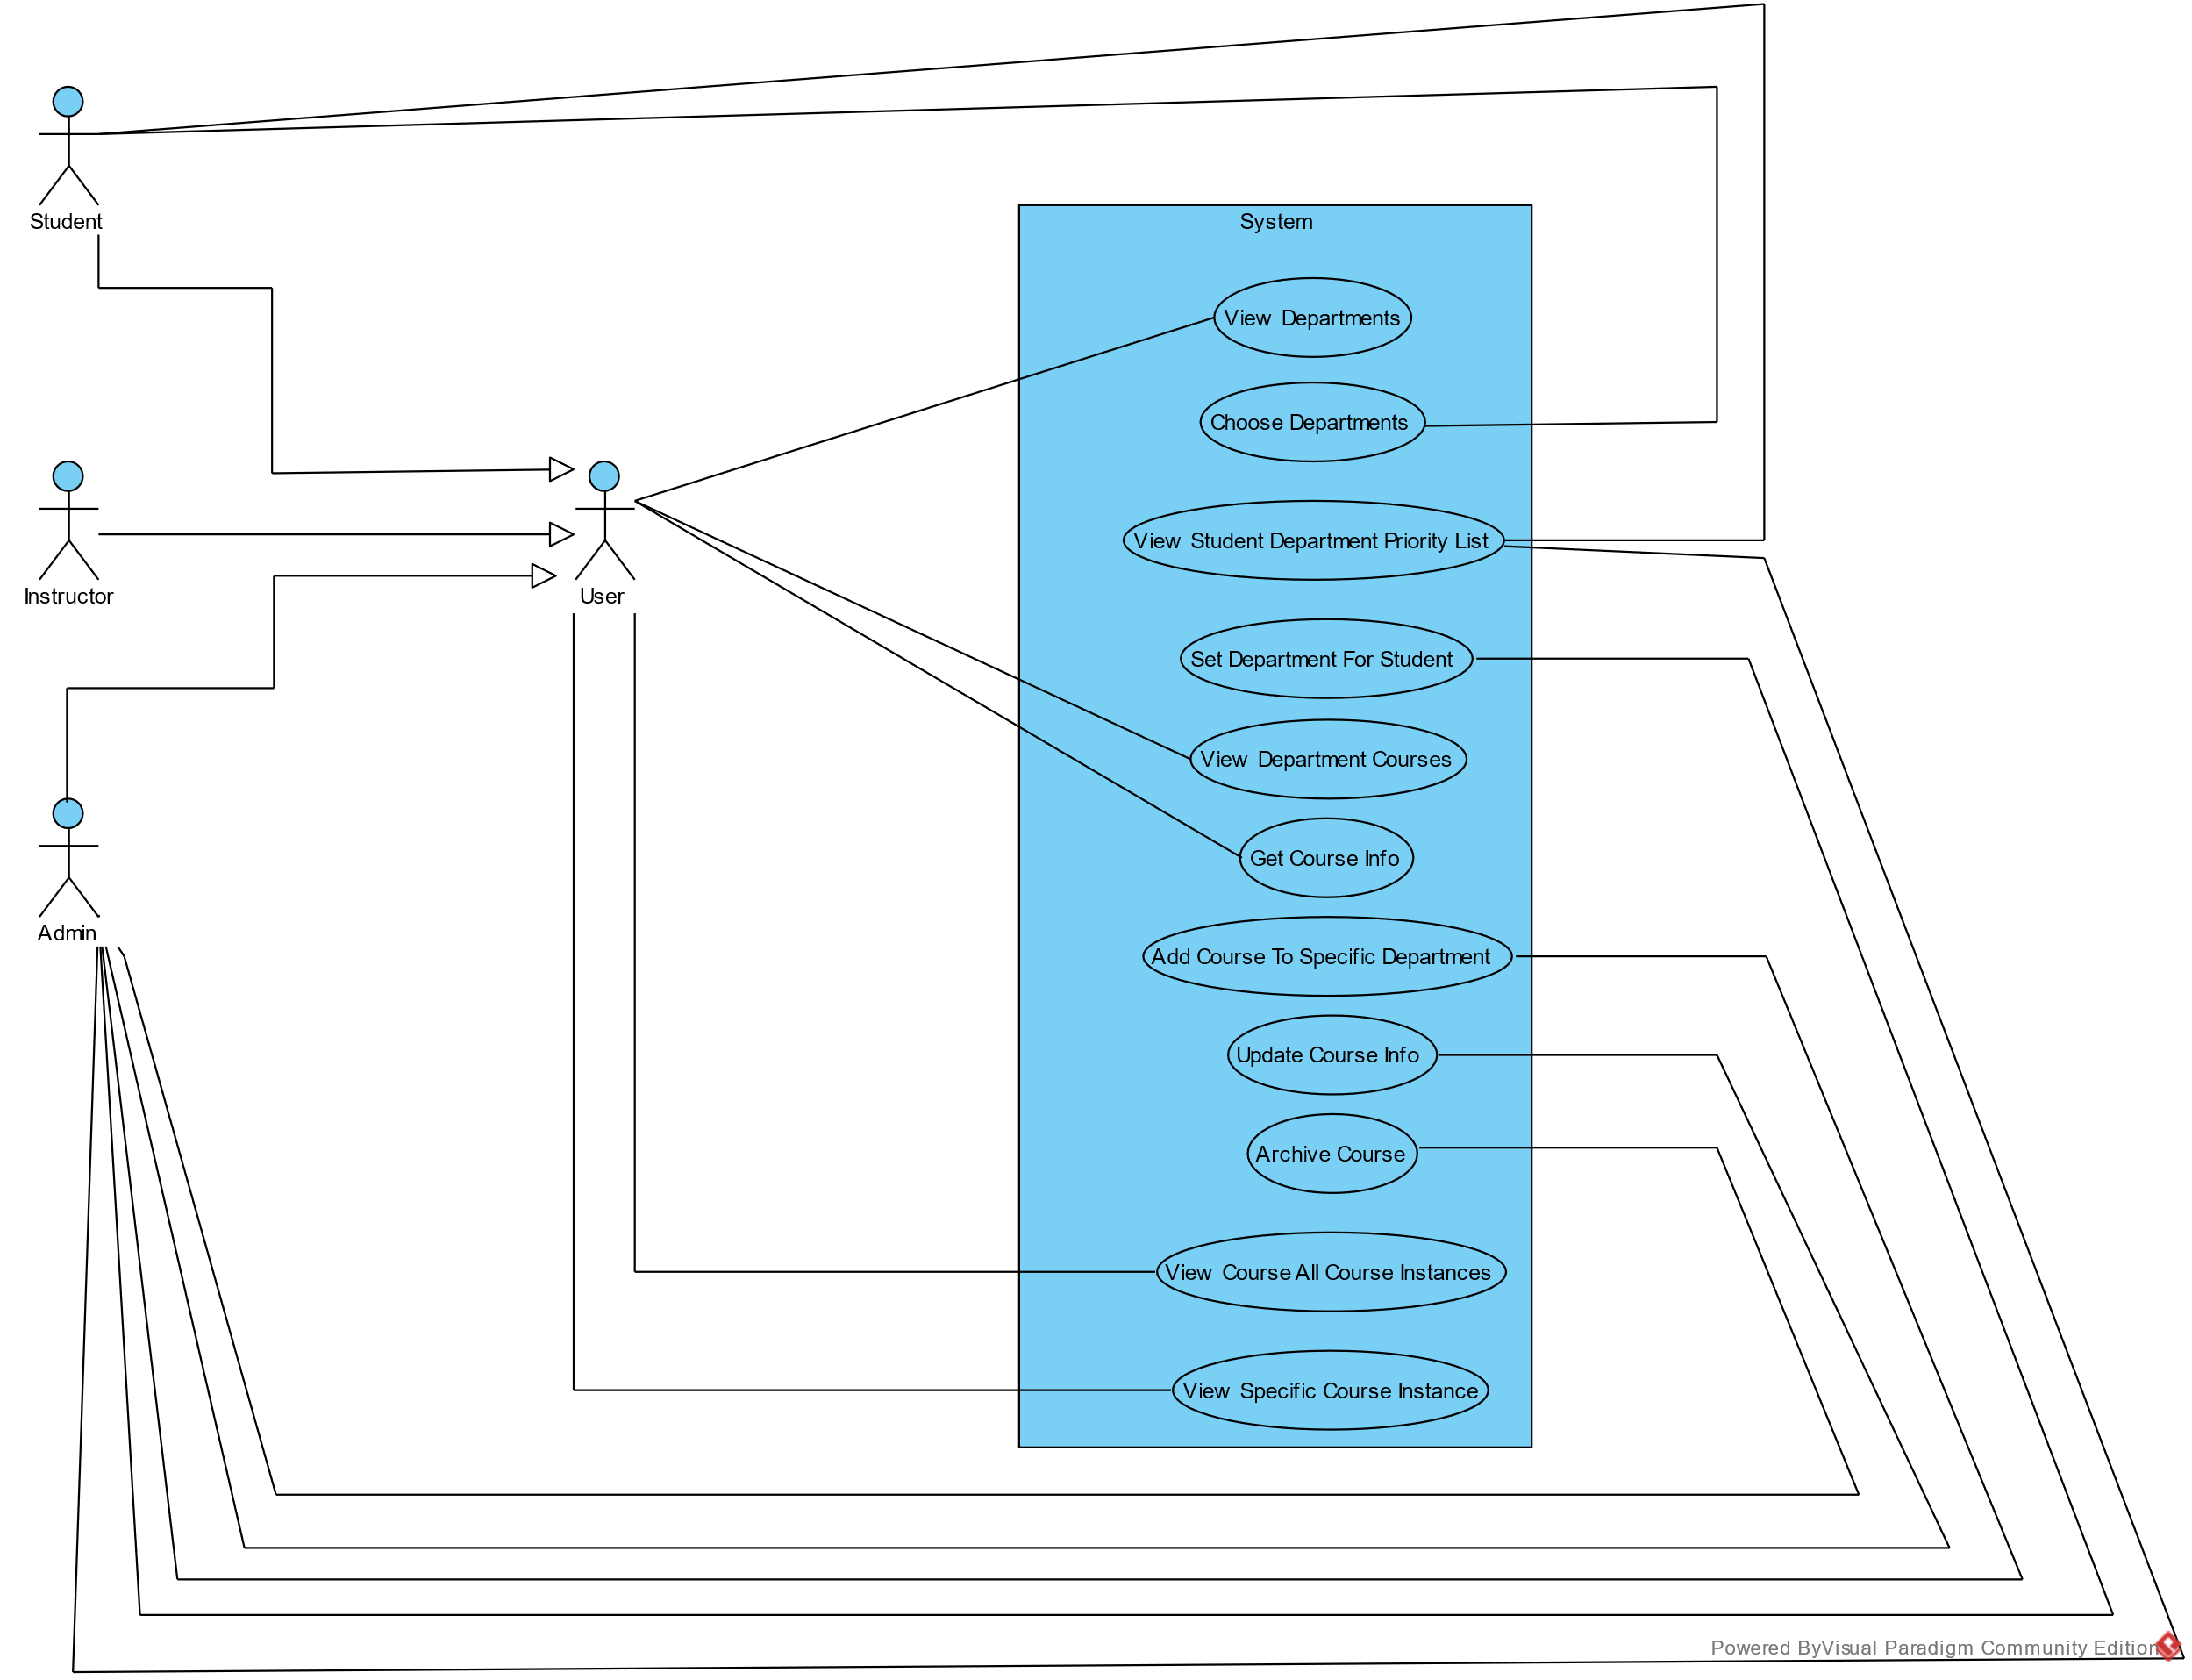 Student
System
View Departments
Choose Departments
Instructor
User
View Student Department Priority List
Set Department For Student
View Department Courses
Get Course Info
Admin
Add Course To Specific Department
Update Course Info
Archive Course
View Course All Course Instances
View Specific Course Instance
Powered ByVisual Paradigm Community Edition